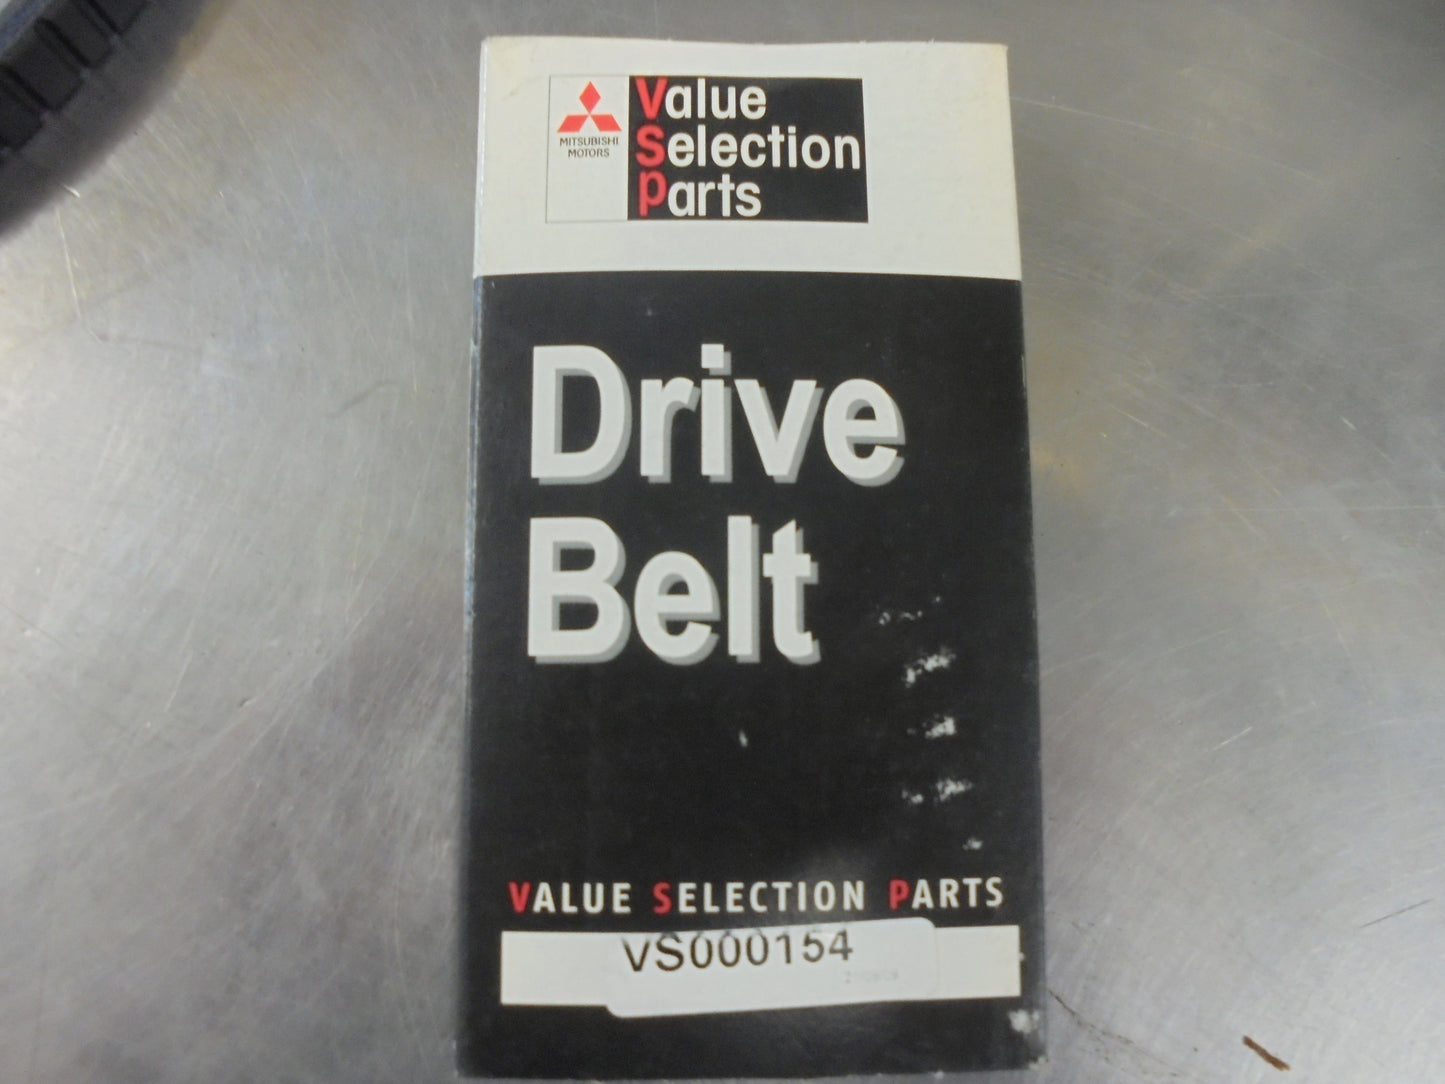 MITSUBISHI
MOTORS
Value
Selection
Parts
Drive
Belt
VALUE SELECTION PARTS
VS000154